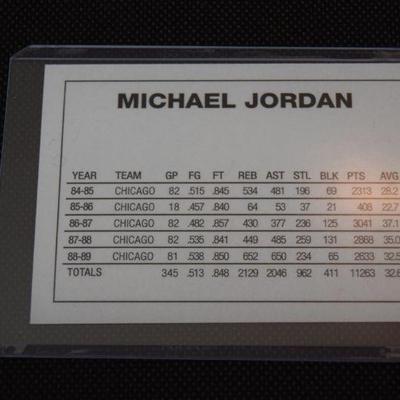 MICHAEL JORDAN
YEAR TEAM GP FG FT REB AST STL BLK PTS AVG
84-85 CHICAGO 82 .515 .845 534 481 196 69 2313 28.2
85-86 CHICAGO 18 .457 .840 64 53 37 21 408 22.7
86-87 CHICAGO 82 .482 .857 430 377 236 125 3041 37.1
87-88 CHICAGO 82 .535 .841 449 485 259 131 2868 35.0
88-89 CHICAGO 81 .538 .850 652 650 234 65 2633 32.5
TOTALS 345 .513 .848 2129 2046 962 411 11263 32.6